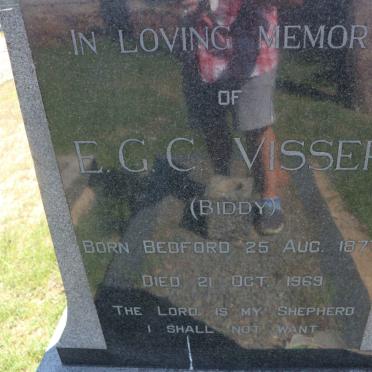 IN LOVING MEMOR
OF
E.G.C. VISSER
(BIDDY)
BORN BEDFORD 25 AUG. 187
DIED 21 OCT. 1969
THE LORD IS MY SHEPHERD
I SHALL NOT WANT